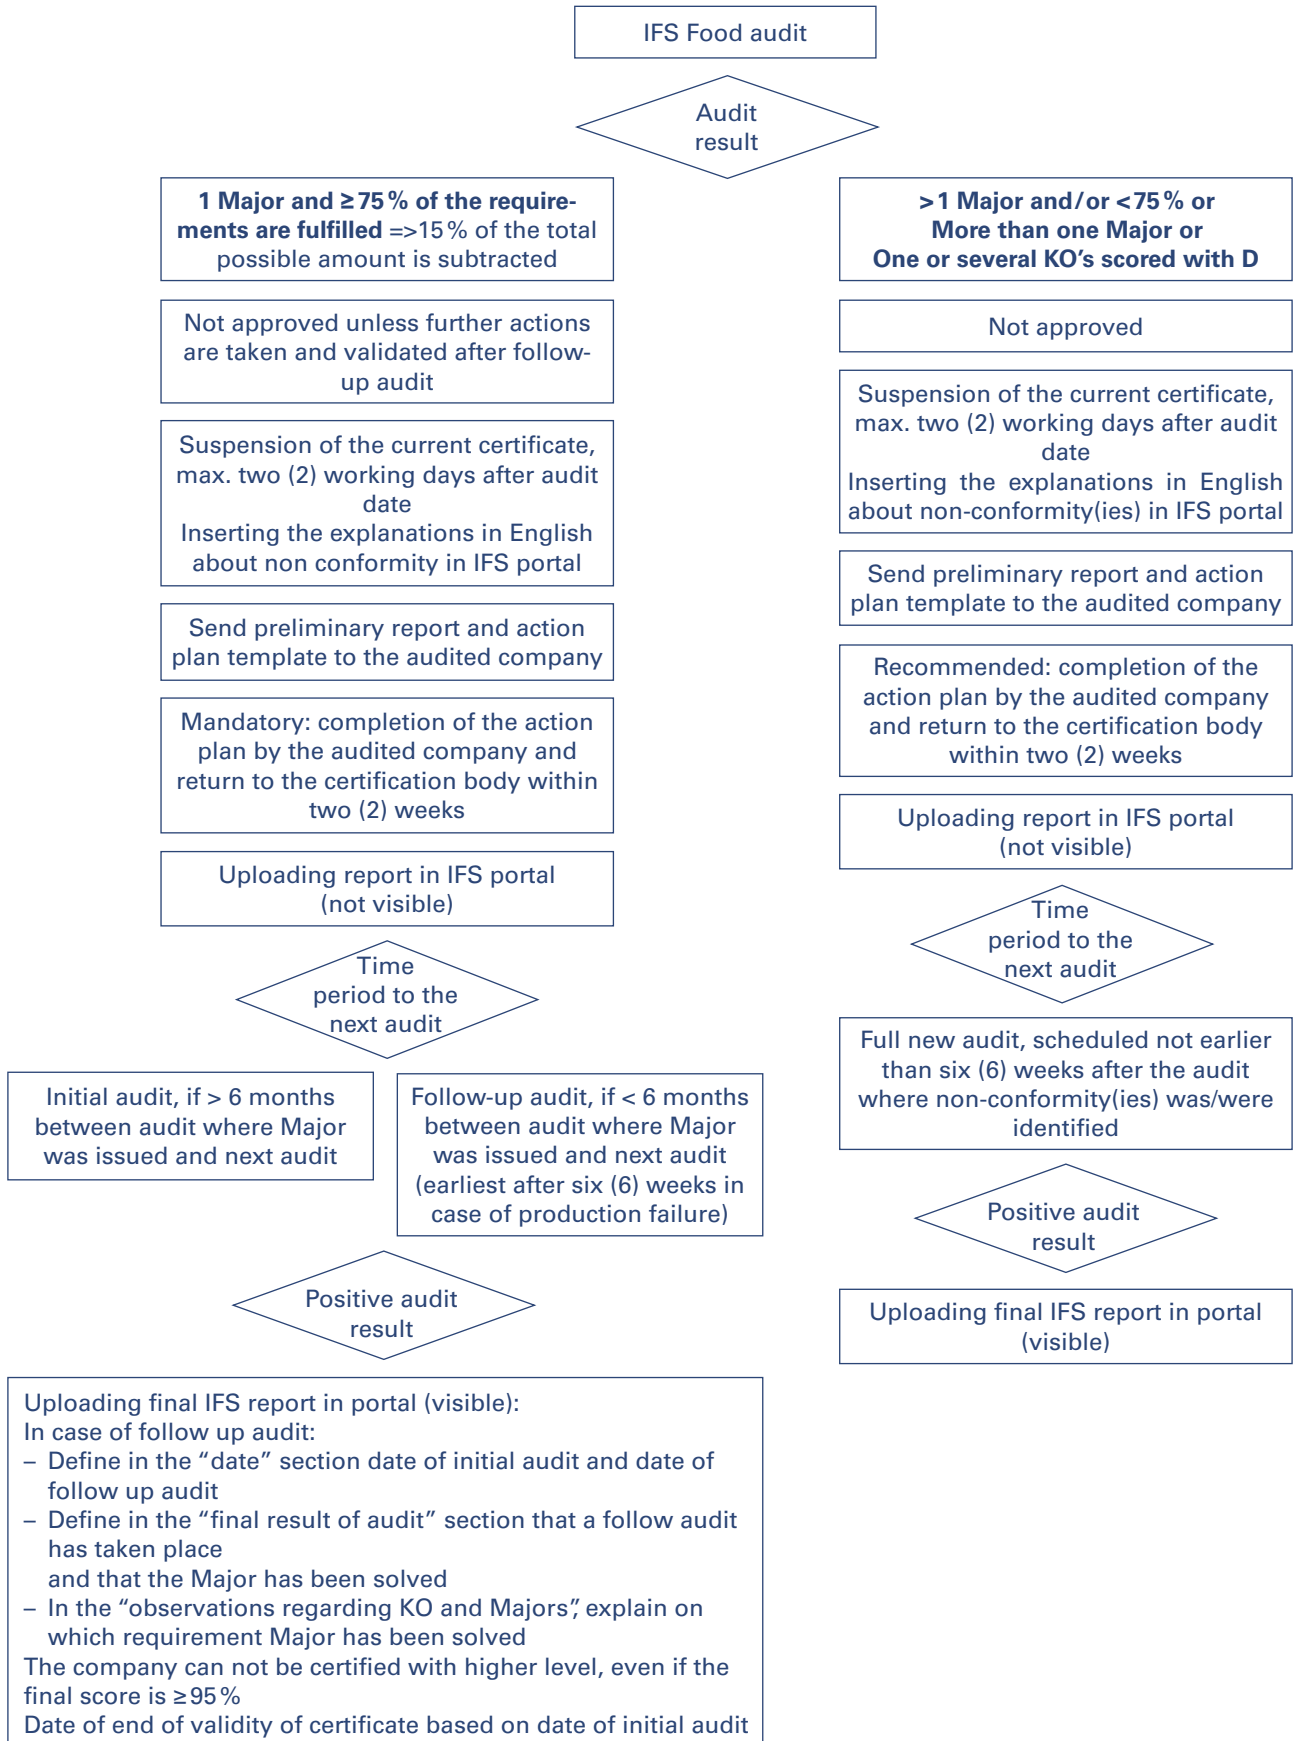 IFS Food audit
Audit
result
1 Major and ≥ 75 % of the require-
ments are fulfilled =>15 % of the total
possible amount is subtracted
Not approved unless further actions
are taken and validated after follow-
up audit
Suspension of the current certificate,
max. two (2) working days after audit
date
Inserting the explanations in English
about non conformity in IFS portal
Send preliminary report and action
plan template to the audited company
Mandatory: completion of the action
plan by the audited company and
return to the certification body within
two (2) weeks
Uploading report in IFS portal
(not visible)
Time
period to the
next audit
Initial audit, if > 6 months
between audit where Major
was issued and next audit
Follow-up audit, if < 6 months
between audit where Major
was issued and next audit
(earliest after six (6) weeks in
case of production failure)
Positive audit
result
Uploading final IFS report in portal (visible):
In case of follow up audit:
– Define in the “date” section date of initial audit and date of
follow up audit
– Define in the “final result of audit” section that a follow audit
has taken place
and that the Major has been solved
– In the “observations regarding KO and Majors”, explain on
which requirement Major has been solved
The company can not be certified with higher level, even if the
final score is ≥ 95 %
Date of end of validity of certificate based on date of initial audit
> 1 Major and/or < 75 % or
More than one Major or
One or several KO’s scored with D
Not approved
Suspension of the current certificate,
max. two (2) working days after audit
date
Inserting the explanations in English
about non-conformity(ies) in IFS portal
Send preliminary report and action
plan template to the audited company
Recommended: completion of the
action plan by the audited company
and return to the certification body
within two (2) weeks
Uploading report in IFS portal
(not visible)
Time
period to the
next audit
Full new audit, scheduled not earlier
than six (6) weeks after the audit
where non-conformity(ies) was/were
identified
Positive audit
result
Uploading final IFS report in portal
(visible)